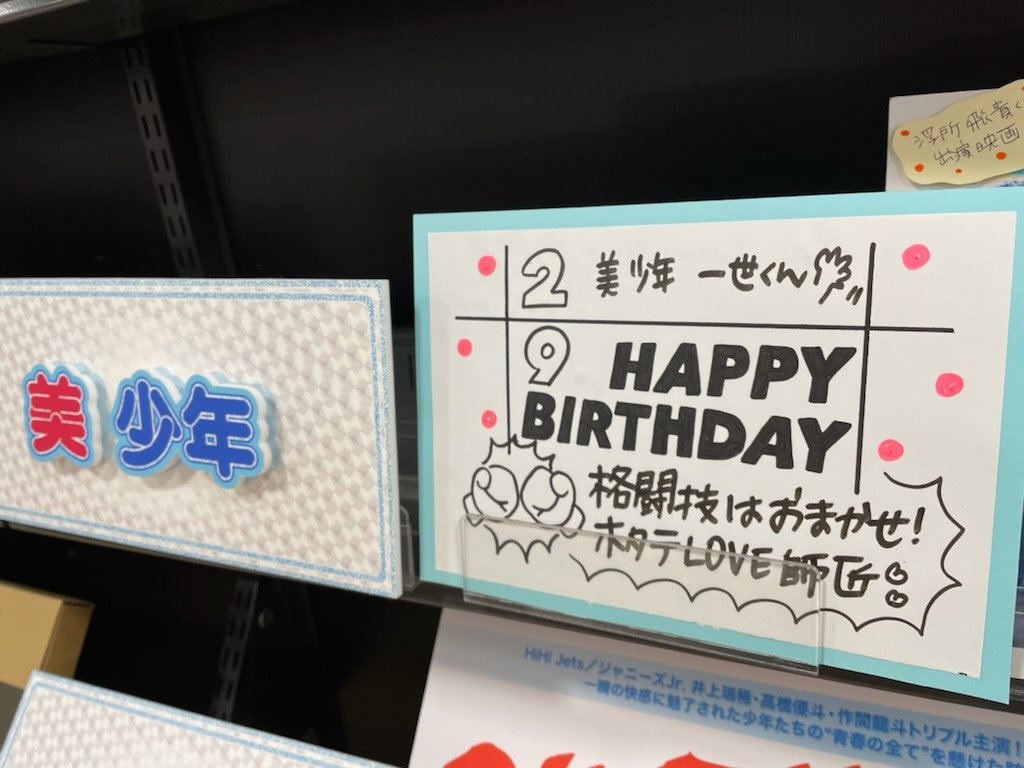 美少年
浮所飛貴く
出演映画
2 美少年 一世くん
9 HAPPY
BIRTHDAY
格闘技はおまかせ!
ホタテLOVE師匠
HiHi Jets／ジャニーズJr. 井上瑞稀・髙橋優斗・作間龍斗トリプル主演！
一瞬の快感に魅了された少年たちの"青春の全て"を懸けた